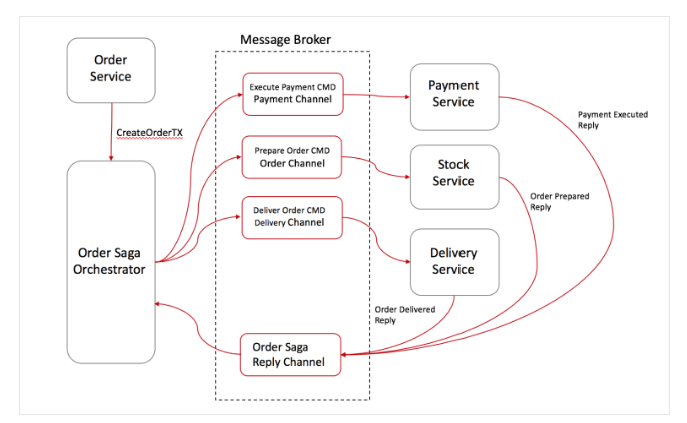 Message Broker
Order
Service
CreateOrderTX
Order Saga
Orchestrator
Execute Payment CMD
Payment Channel
Prepare Order CMD
Order Channel
Deliver Order CMD
Delivery Channel
Order Saga
Reply Channel
Payment
Service
Stock
Service
Delivery
Service
Payment Executed
Reply
Order Prepared
Reply
Order Delivered
Reply